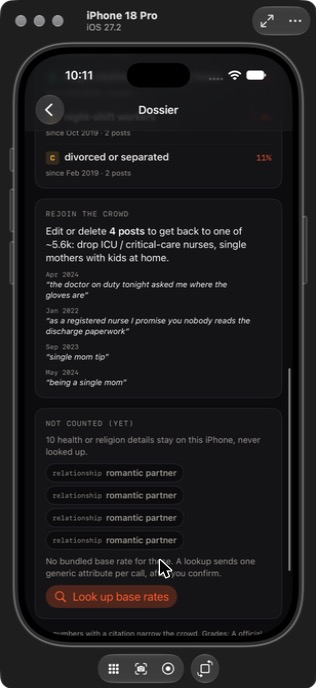 iPhone 18 Pro
iOS 27.2
10:11
Dossier
night-shift workers
since Oct 2019 · 2 posts
C divorced or separated 11%
since Feb 2019 · 2 posts
REJOIN THE CROWD
Edit or delete 4 posts to get back to one of
~5.6k: drop ICU / critical-care nurses, single
mothers with kids at home.
Apr 2024
“the doctor on duty tonight asked me where the
gloves are”
Jan 2022
“as a registered nurse I promise you nobody reads the
discharge paperwork”
Sep 2023
“single mom tip”
May 2024
“being a single mom”
NOT COUNTED (YET)
10 health or religion details stay on this iPhone, never
looked up.
relationship romantic partner
relationship romantic partner
relationship romantic partner
relationship romantic partner
No bundled base rate for A lookup sends one
generic attribute per call, you confirm.
Look up base rates
numbers with a citation narrow the crowd. Grades: A official